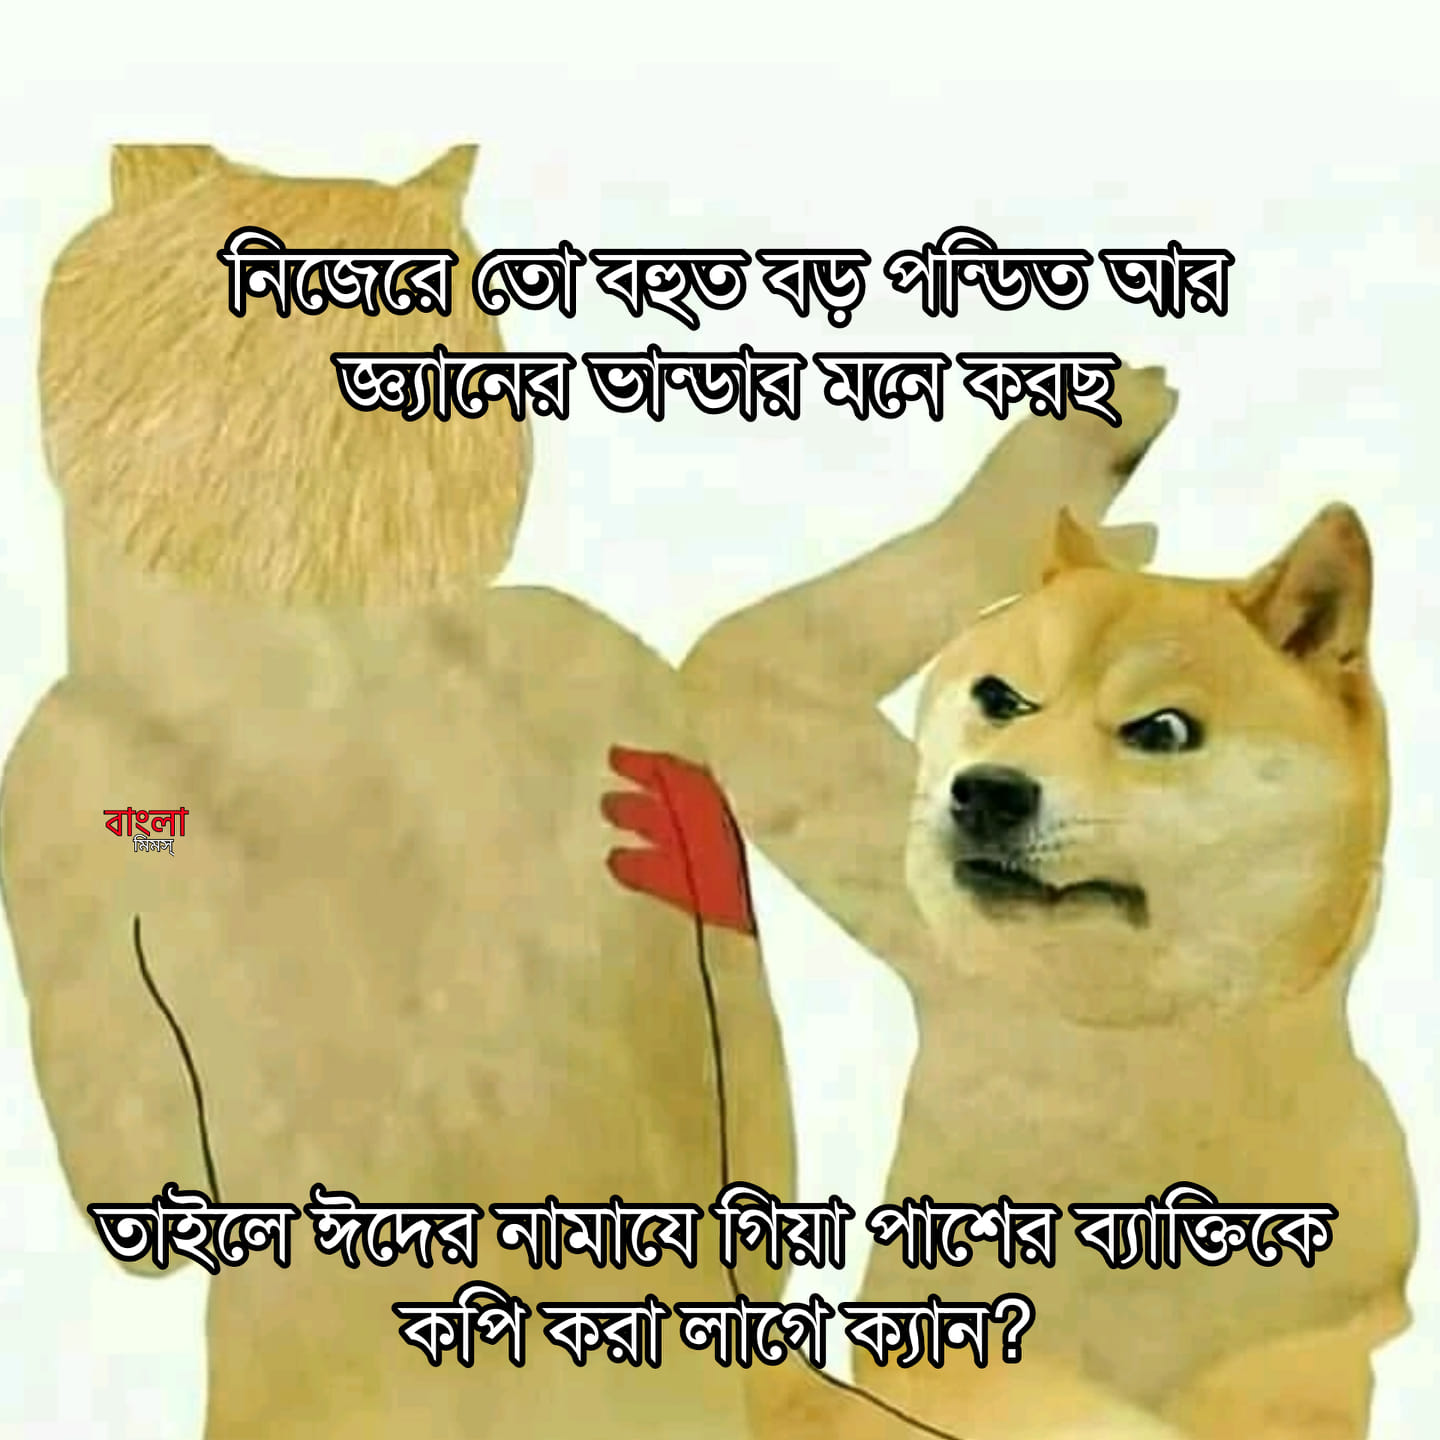 নিজেরে তো বহুত বড় পন্ডিত আর
জ্ঞ্যানের ভান্ডার মনে করছ
বাংলা
মিমস্
তাইলে ঈদের নামাযে গিয়া পাশের ব্যাক্তিকে
কপি করা লাগে ক্যান?